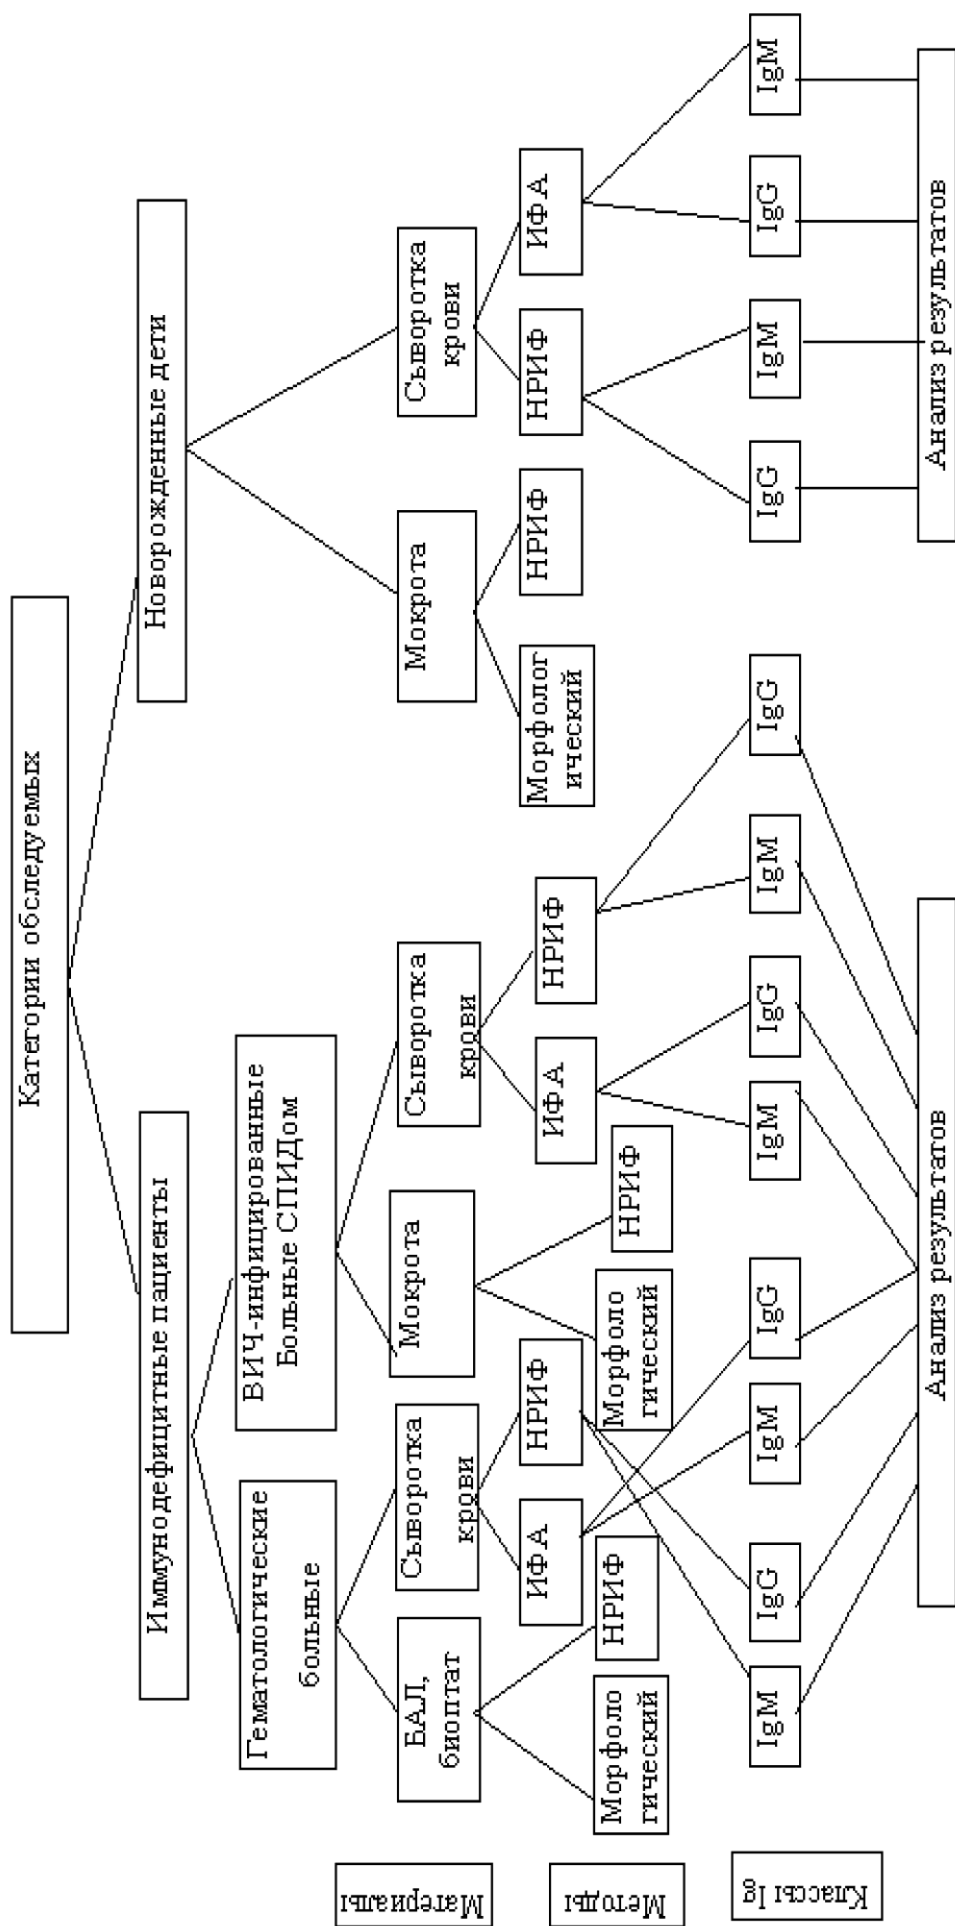 Категории обследуемых
Иммунодефицитные пациенты
Новорожденные дети
Гематологические
больные
ВИЧ-инфицированные
Больные СПИДом
Материалы
БАЛ,
биоптат
Сыворотка
крови
Мокрота
Сыворотка
крови
Мокрота
Сыворотка
крови
Методы
Морфоло
гический
НРИФ
ИФА
НРИФ
Морфоло
гический
НРИФ
ИФА
НРИФ
Морфолог
ический
НРИФ
НРИФ
ИФА
Классы Ig
IgM
IgG
IgM
IgG
IgM
IgG
IgM
IgG
IgG
IgM
IgG
IgM
Анализ результатов
Анализ результатов